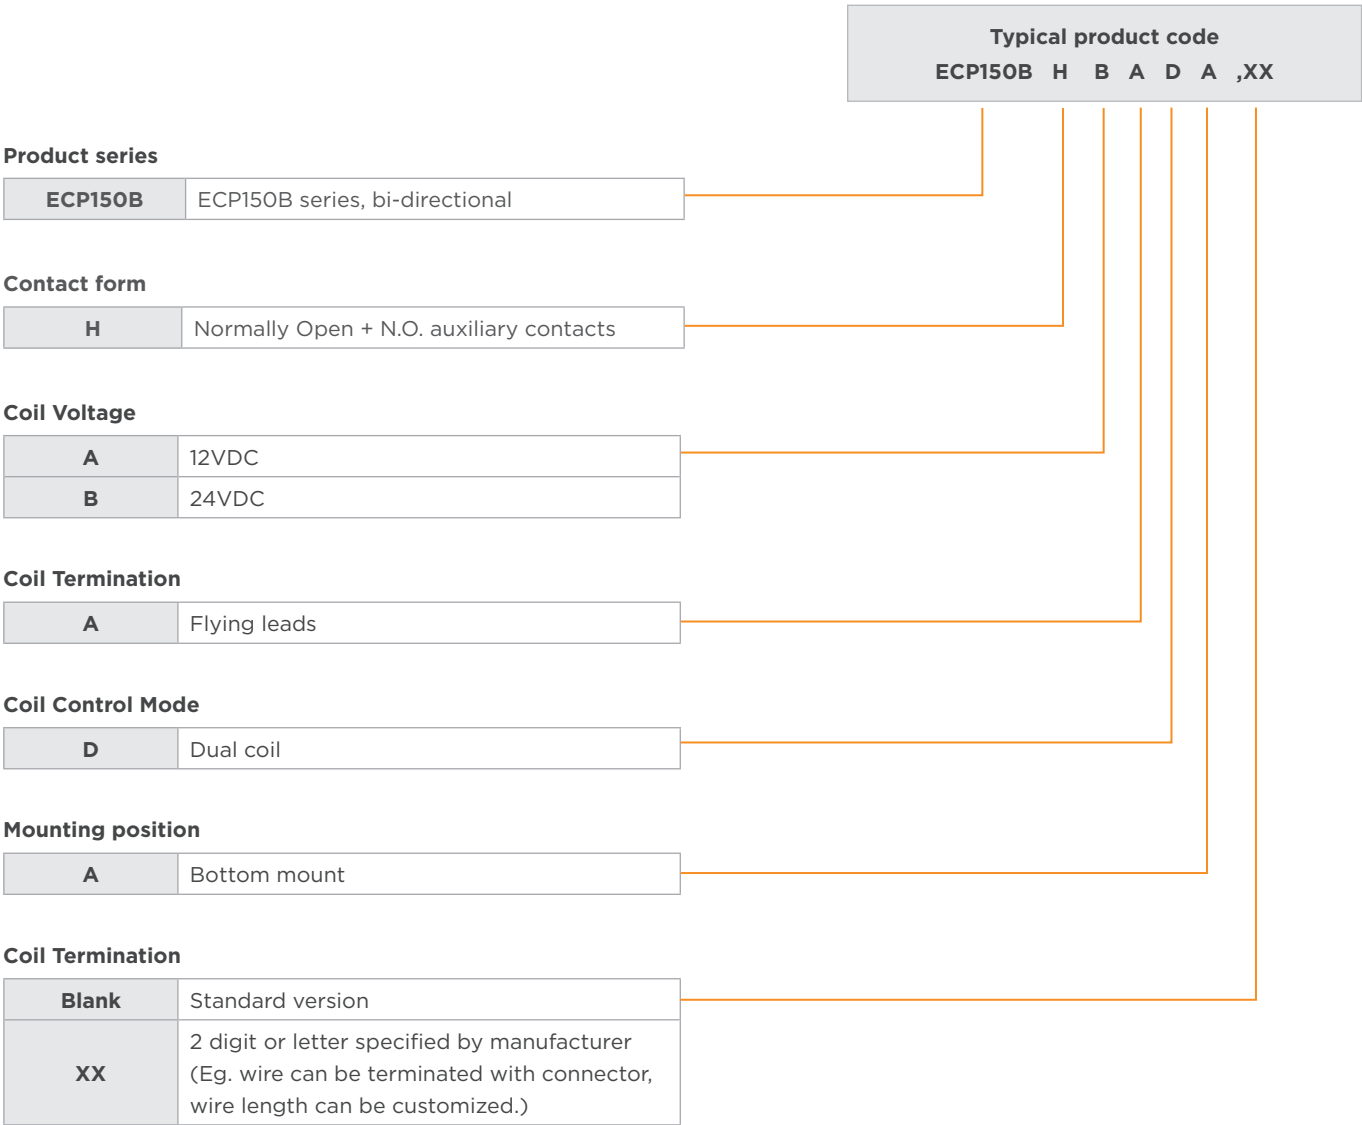 Typical product code
ECP150B H B A D A ,XX
Product series
ECP150B ECP150B series, bi-directional
Contact form
H Normally Open + N.O. auxiliary contacts
Coil Voltage
A 12VDC
B 24VDC
Coil Termination
A Flying leads
Coil Control Mode
D Dual coil
Mounting position
A Bottom mount
Coil Termination
Blank Standard version
XX 2 digit or letter specified by manufacturer
(Eg. wire can be terminated with connector,
wire length can be customized.)